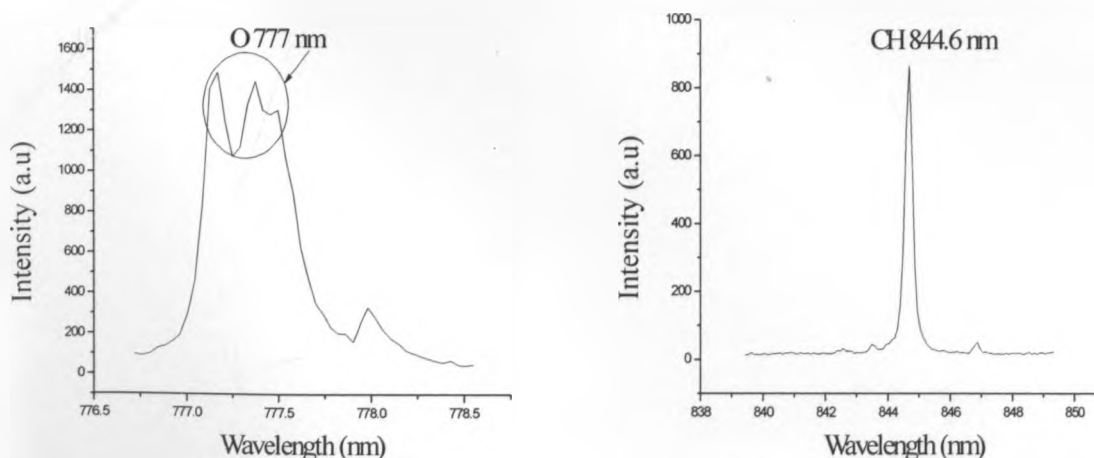 O 777 nm
1600
1400
1200
1000
800
600
400
200
0
Intensity (a.u)
776.5 777.0 777.5 778.0 778.5
Wavelength (nm)
CH 844.6 nm
1000
800
600
400
200
0
Intensity (a.u)
838 840 842 844 846 848 850
Wavelength (nm)